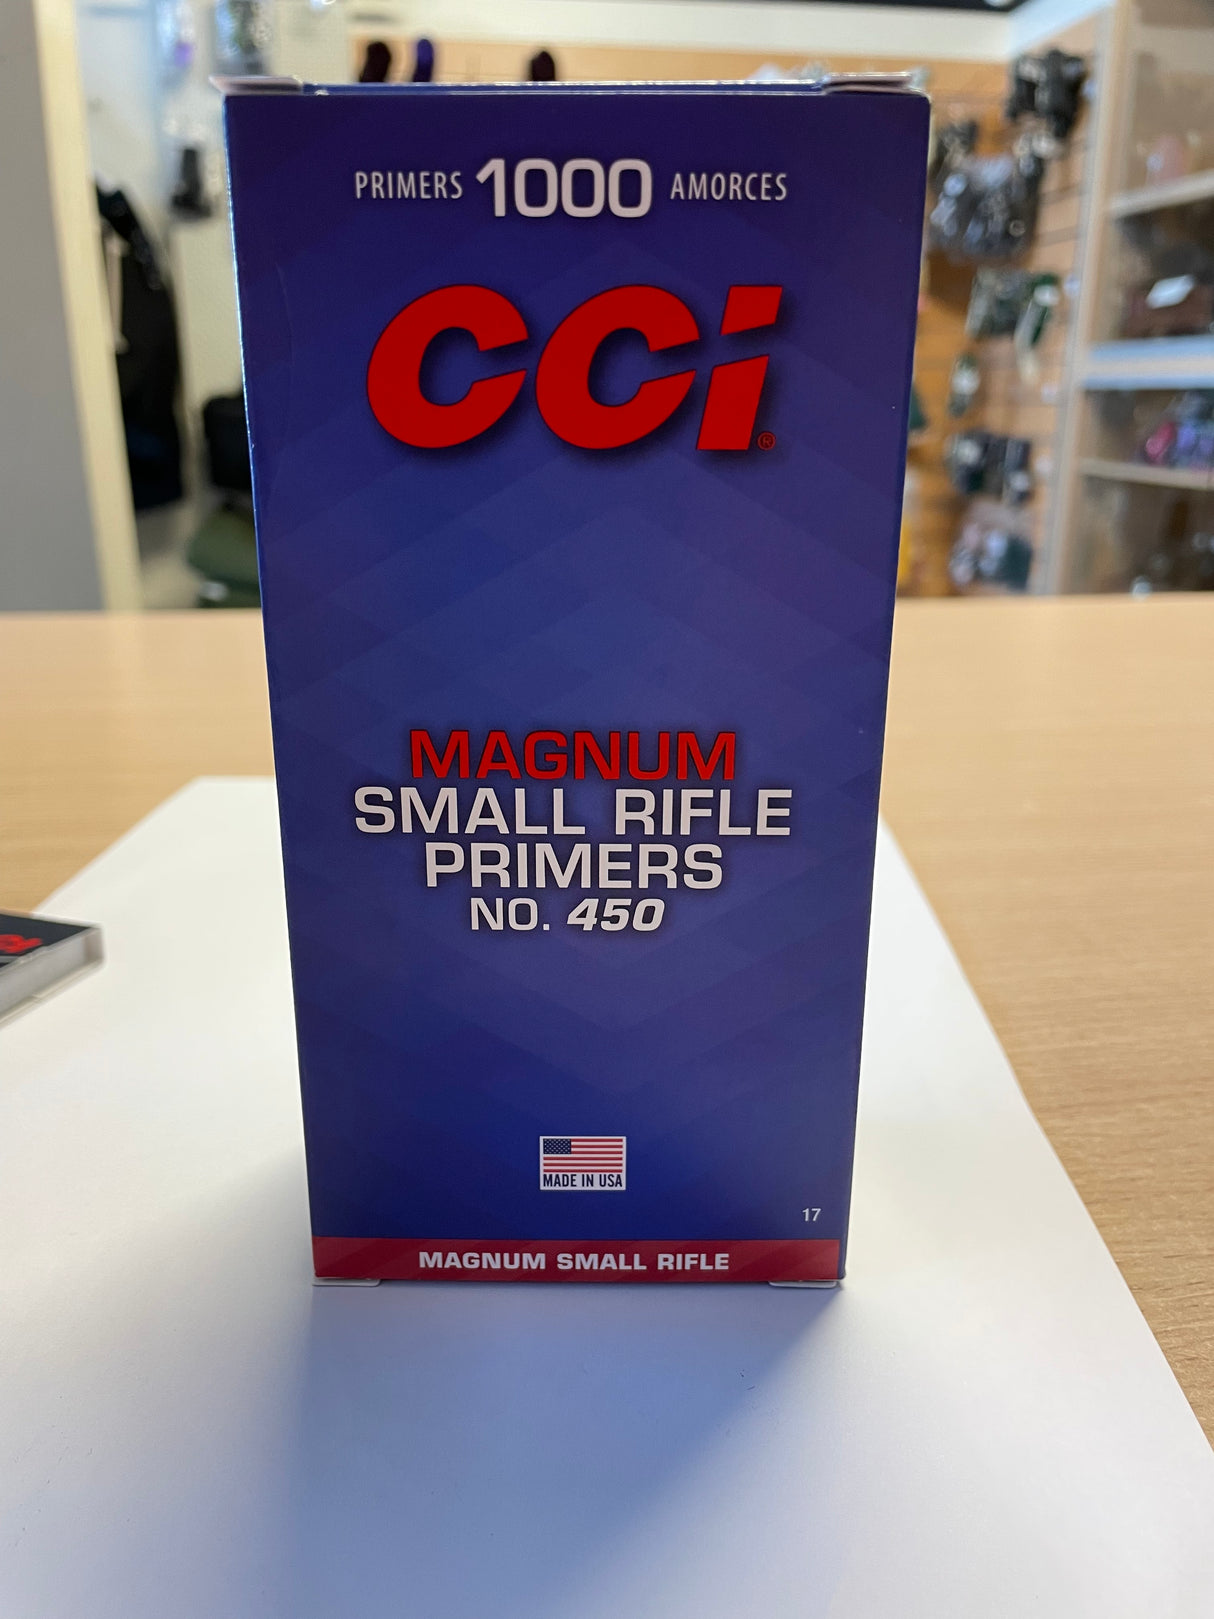 PRIMERS 1000 AMORCES
CCi®
MAGNUM
SMALL RIFLE
PRIMERS
NO. 450
MADE IN USA
17
MAGNUM SMALL RIFLE